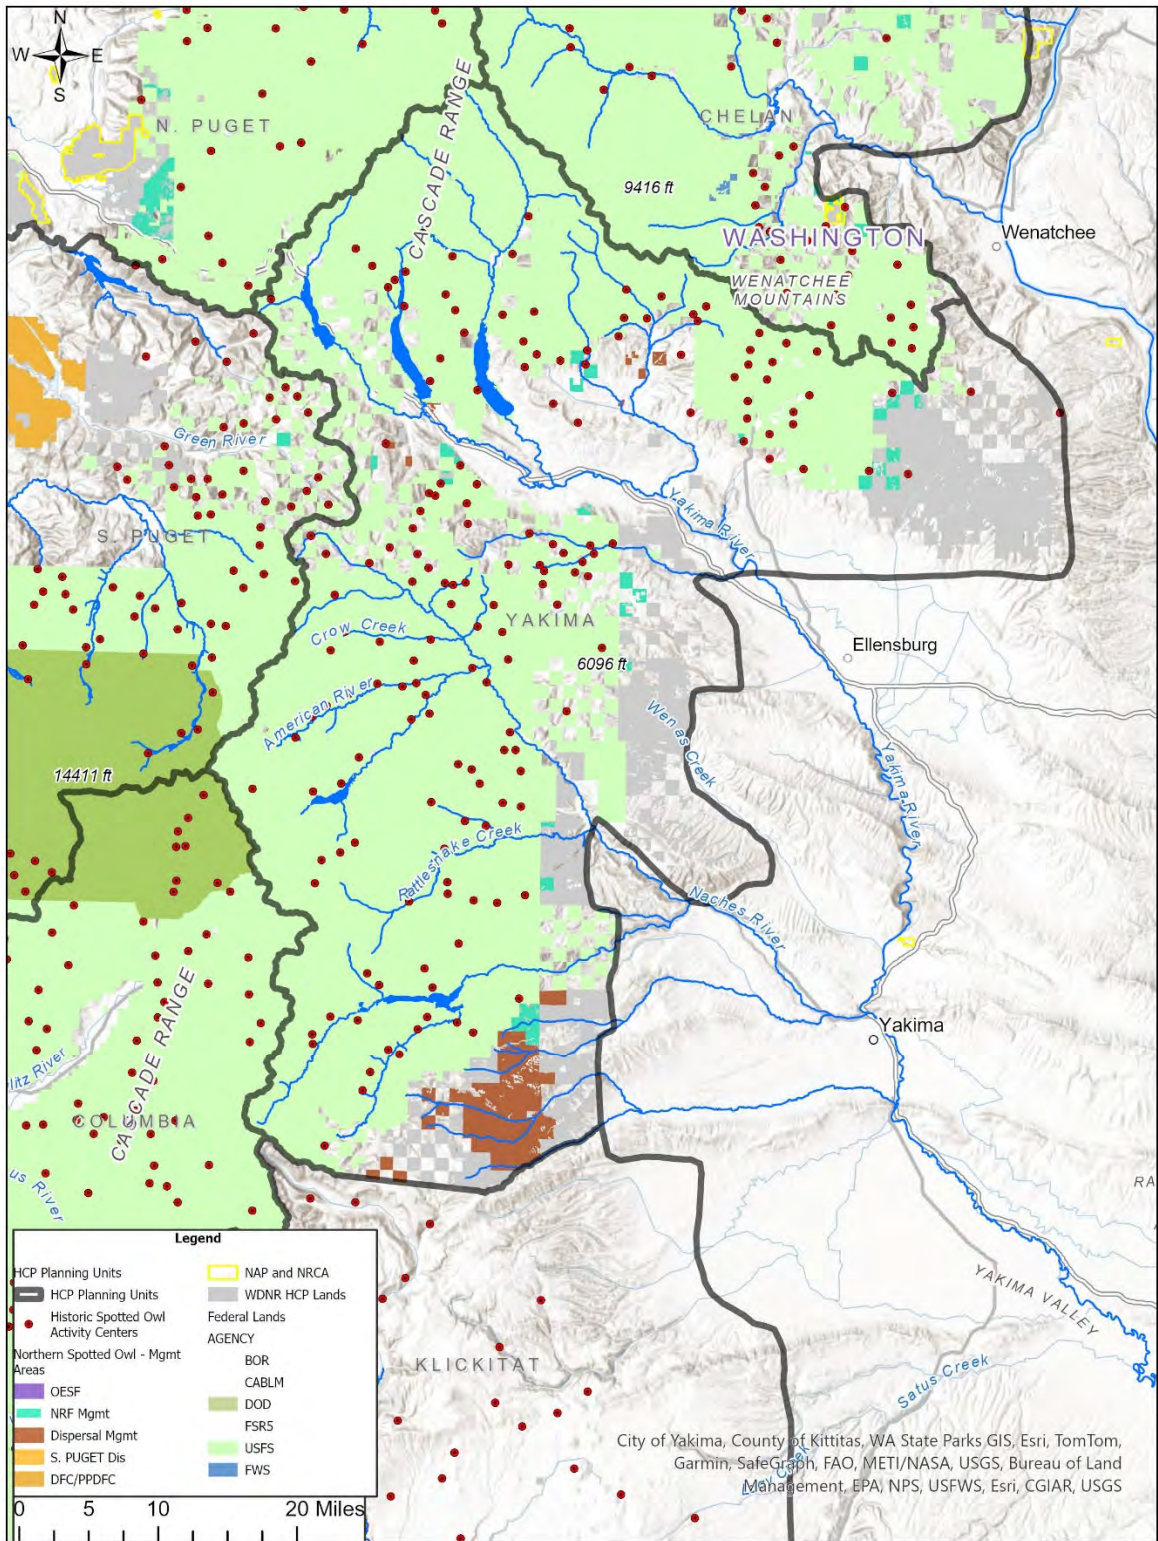 N
W E
S
N. PUGET
CASCADE RANGE
CHELAN
9416 ft
WASHINGTON
Wenatchee
WENATCHEE
MOUNTAINS
Green River
Yakima River
S. PUGET
Crow Creek
YAKIMA
Ellensburg
6096 ft
American River
Wenas Creek
Yakima River
14411 ft
Rattlesnake Creek
Naches River
CASCADE RANGE
Yakima
litz River
COLUMBIA
us River
RA
YAKIMA VALLEY
KLICKITAT
Satus Creek
Legend
HCP Planning Units
HCP Planning Units
Historic Spotted Owl
Activity Centers
Northern Spotted Owl - Mgmt
Areas
OESF
NRF Mgmt
Dispersal Mgmt
S. PUGET Dis
DFC/PPDFC
NAP and NRCA
WDNR HCP Lands
Federal Lands
AGENCY
BOR
CABLM
DOD
FSR5
USFS
FWS
0 5 10 20 Miles
City of Yakima, County of Kittitas, WA State Parks GIS, Esri, TomTom,
Garmin, SafeGraph, FAO, METI/NASA, USGS, Bureau of Land
Management, EPA, NPS, USFWS, Esri, CGIAR, USGS